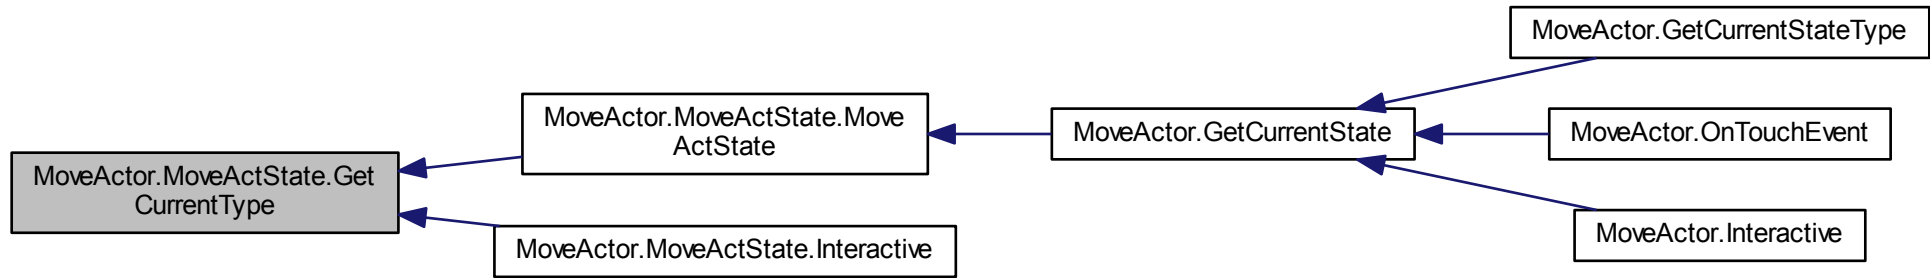 MoveActor.GetCurrentStateType
MoveActor.MoveActState.Move
ActState
MoveActor.GetCurrentState
MoveActor.OnTouchEvent
MoveActor.MoveActState.Get
CurrentType
MoveActor.Interactive
MoveActor.MoveActState.Interactive